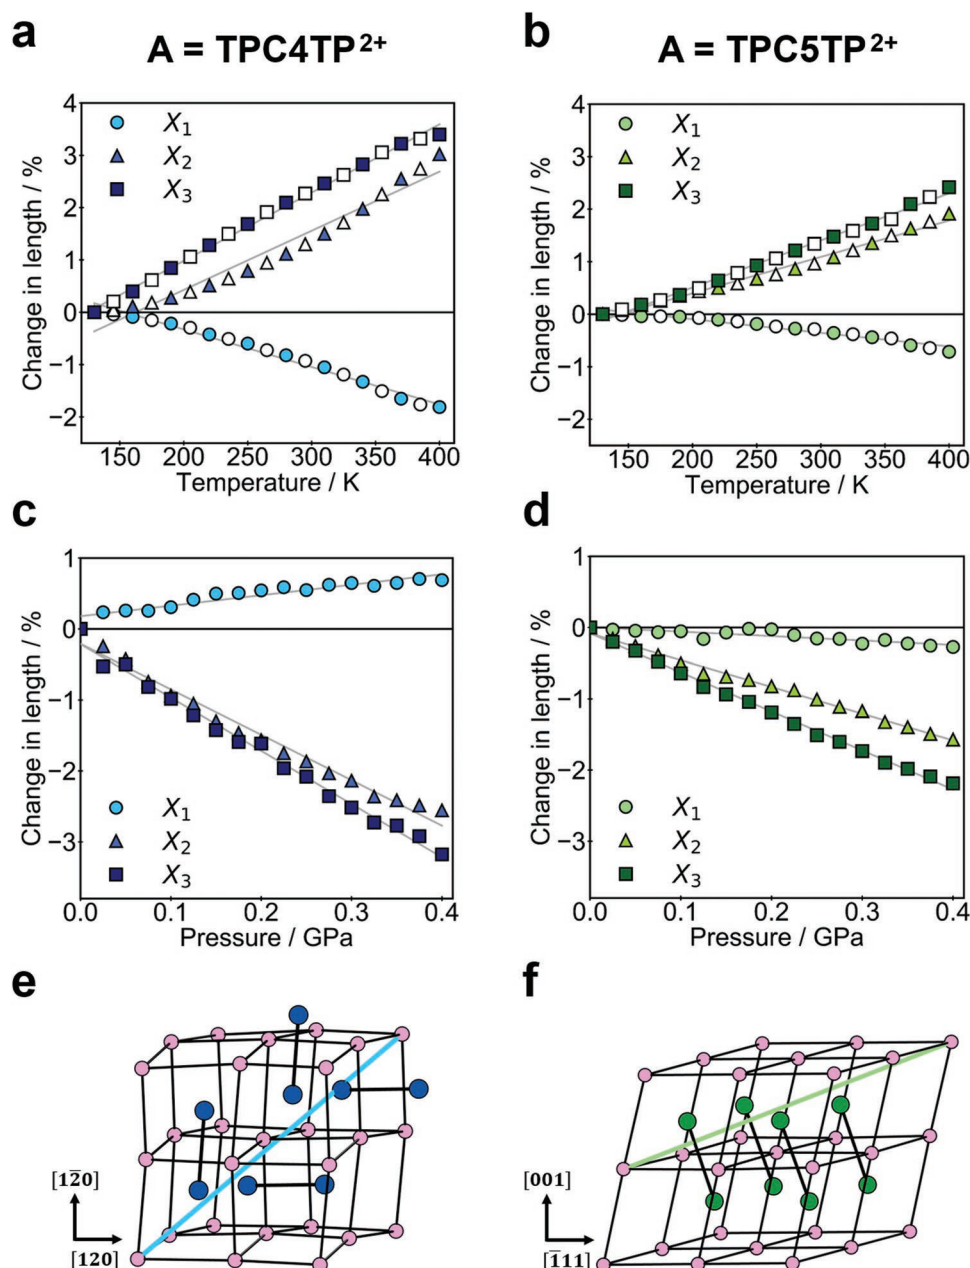 a
A = TPC4TP²⁺
b
A = TPC5TP²⁺
Change in length / %
4
3
2
1
0
−1
−2
X₁
X₂
X₃
150 200 250 300 350 400
Temperature / K
Change in length / %
4
3
2
1
0
−1
−2
X₁
X₂
X₃
150 200 250 300 350 400
Temperature / K
c
Change in length / %
1
0
−1
−2
−3
X₁
X₂
X₃
0.0 0.1 0.2 0.3 0.4
Pressure / GPa
d
Change in length / %
1
0
−1
−2
−3
X₁
X₂
X₃
0.0 0.1 0.2 0.3 0.4
Pressure / GPa
e
[11̅20]
[120]
f
[001]
[1̅11]